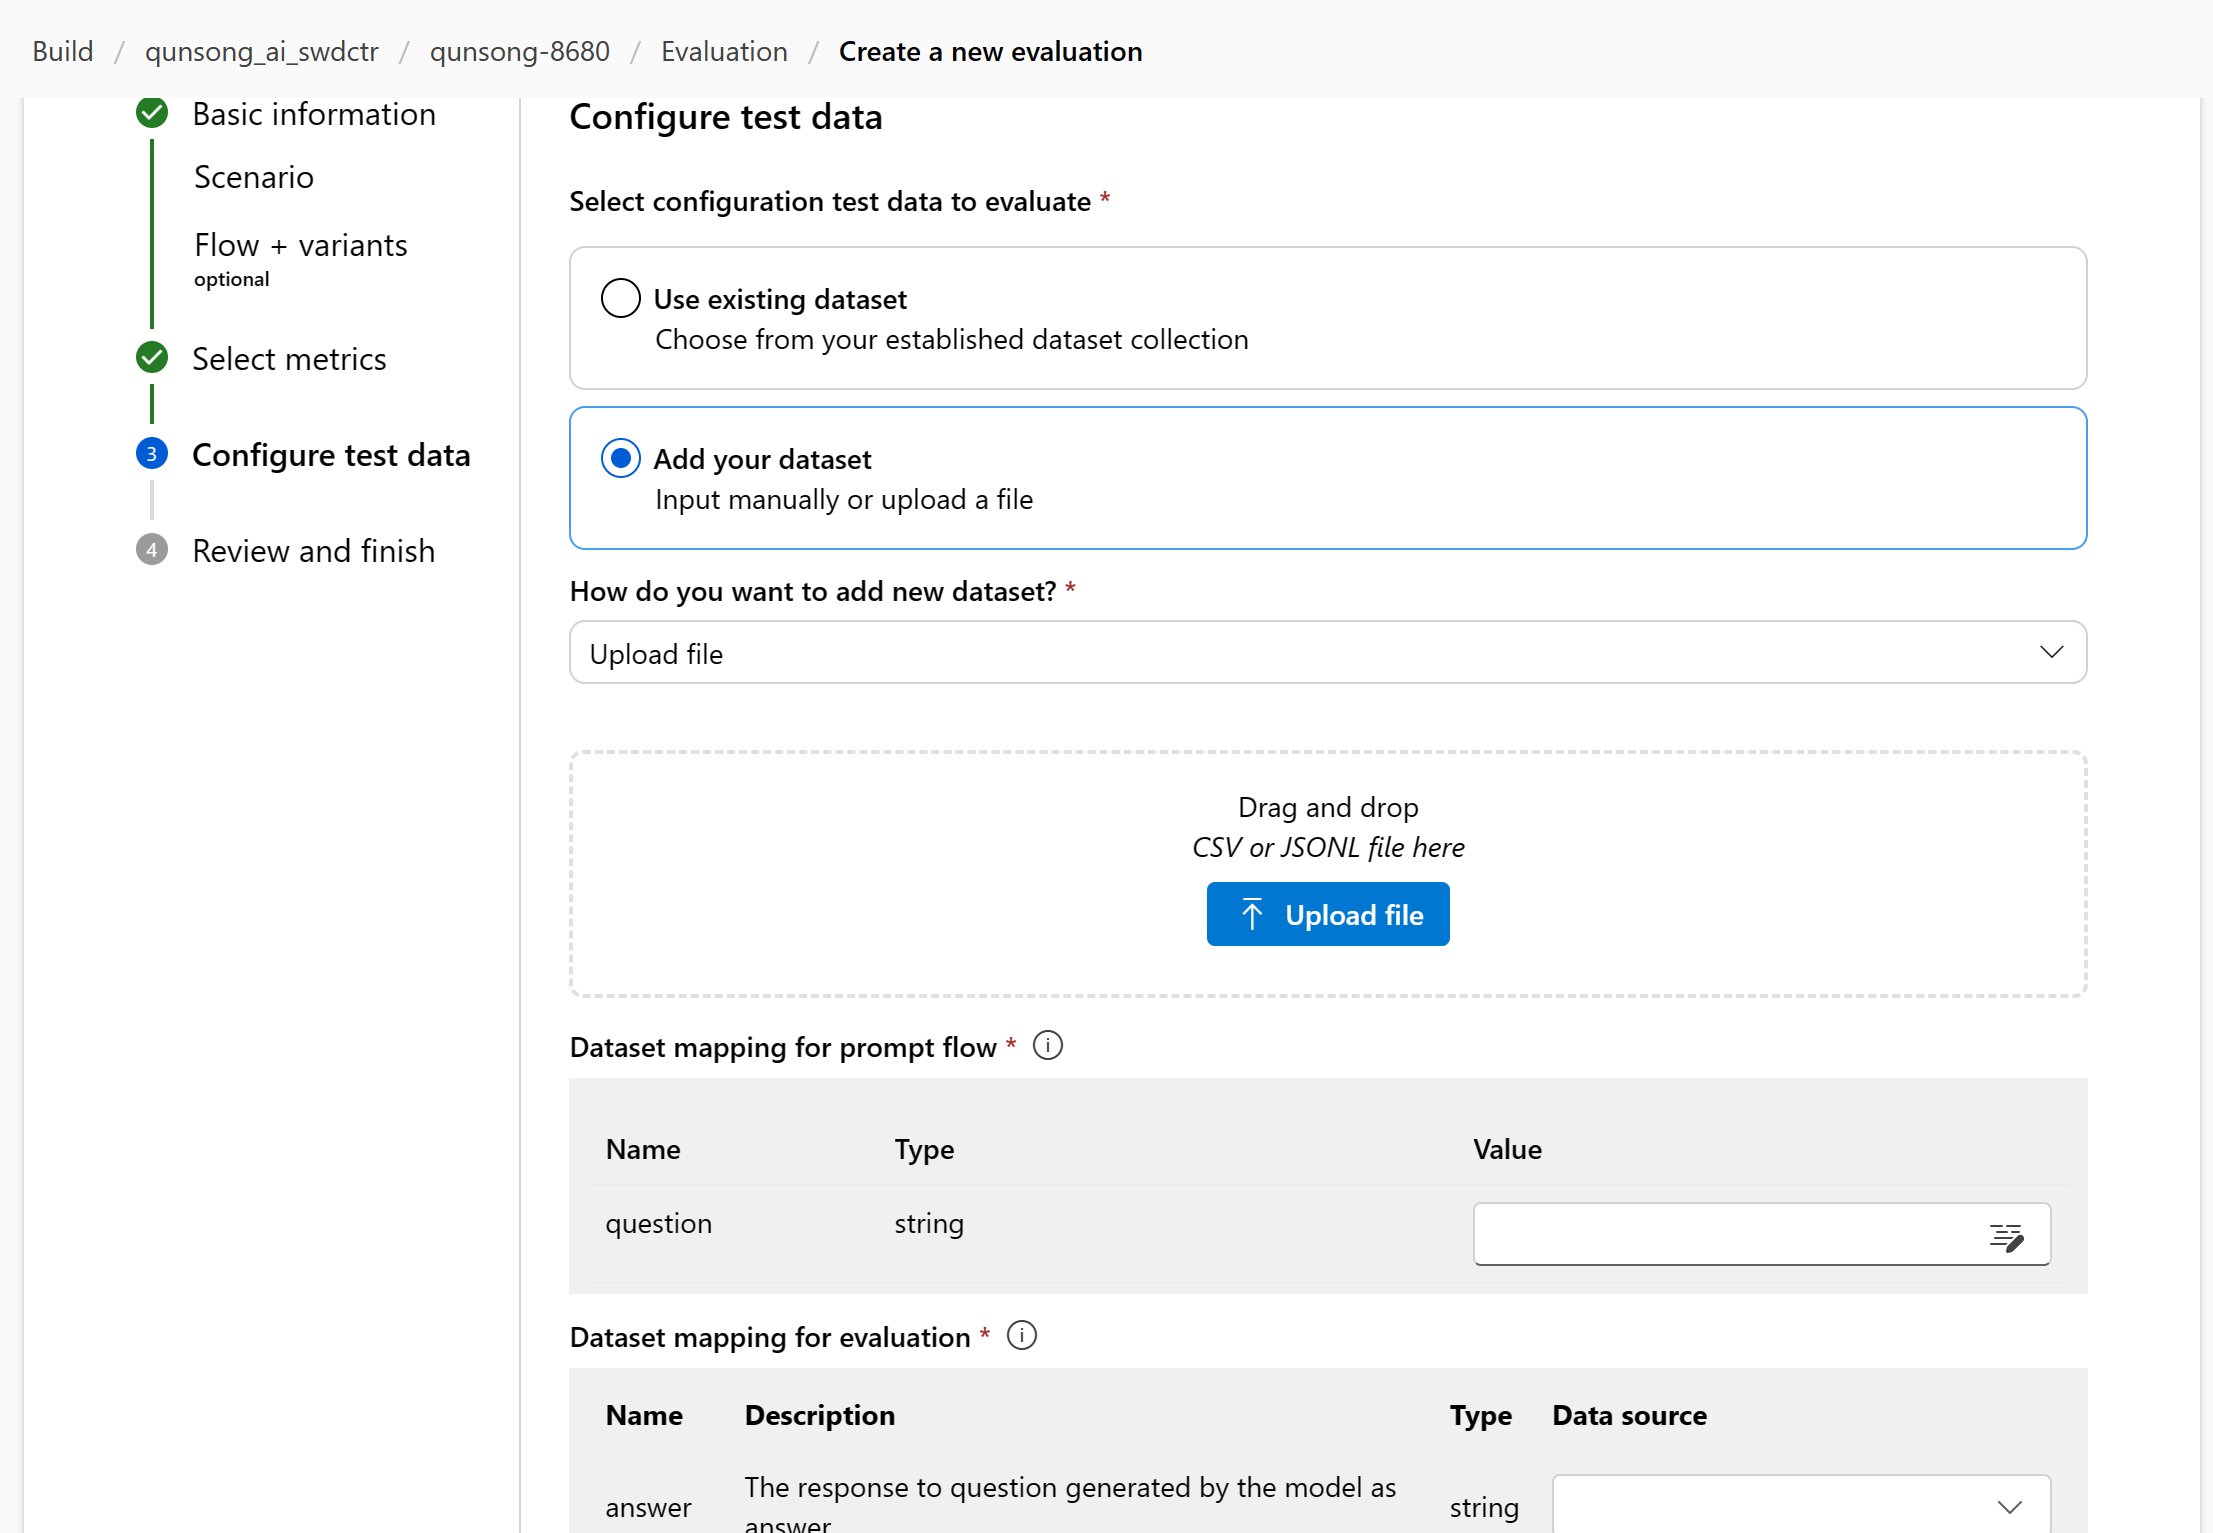 Build / qunsong_ai_swdctr / qunsong-8680 / Evaluation / Create a new evaluation
Basic information
Scenario
Flow + variants
optional
Select metrics
3 Configure test data
4 Review and finish
Configure test data
Select configuration test data to evaluate *
Use existing dataset
Choose from your established dataset collection
Add your dataset
Input manually or upload a file
How do you want to add new dataset? *
Upload file
Drag and drop
CSV or JSONL file here
Upload file
Dataset mapping for prompt flow *
Name Type Value
question string
Dataset mapping for evaluation *
Name Description Type Data source
answer The response to question generated by the model as string
answer